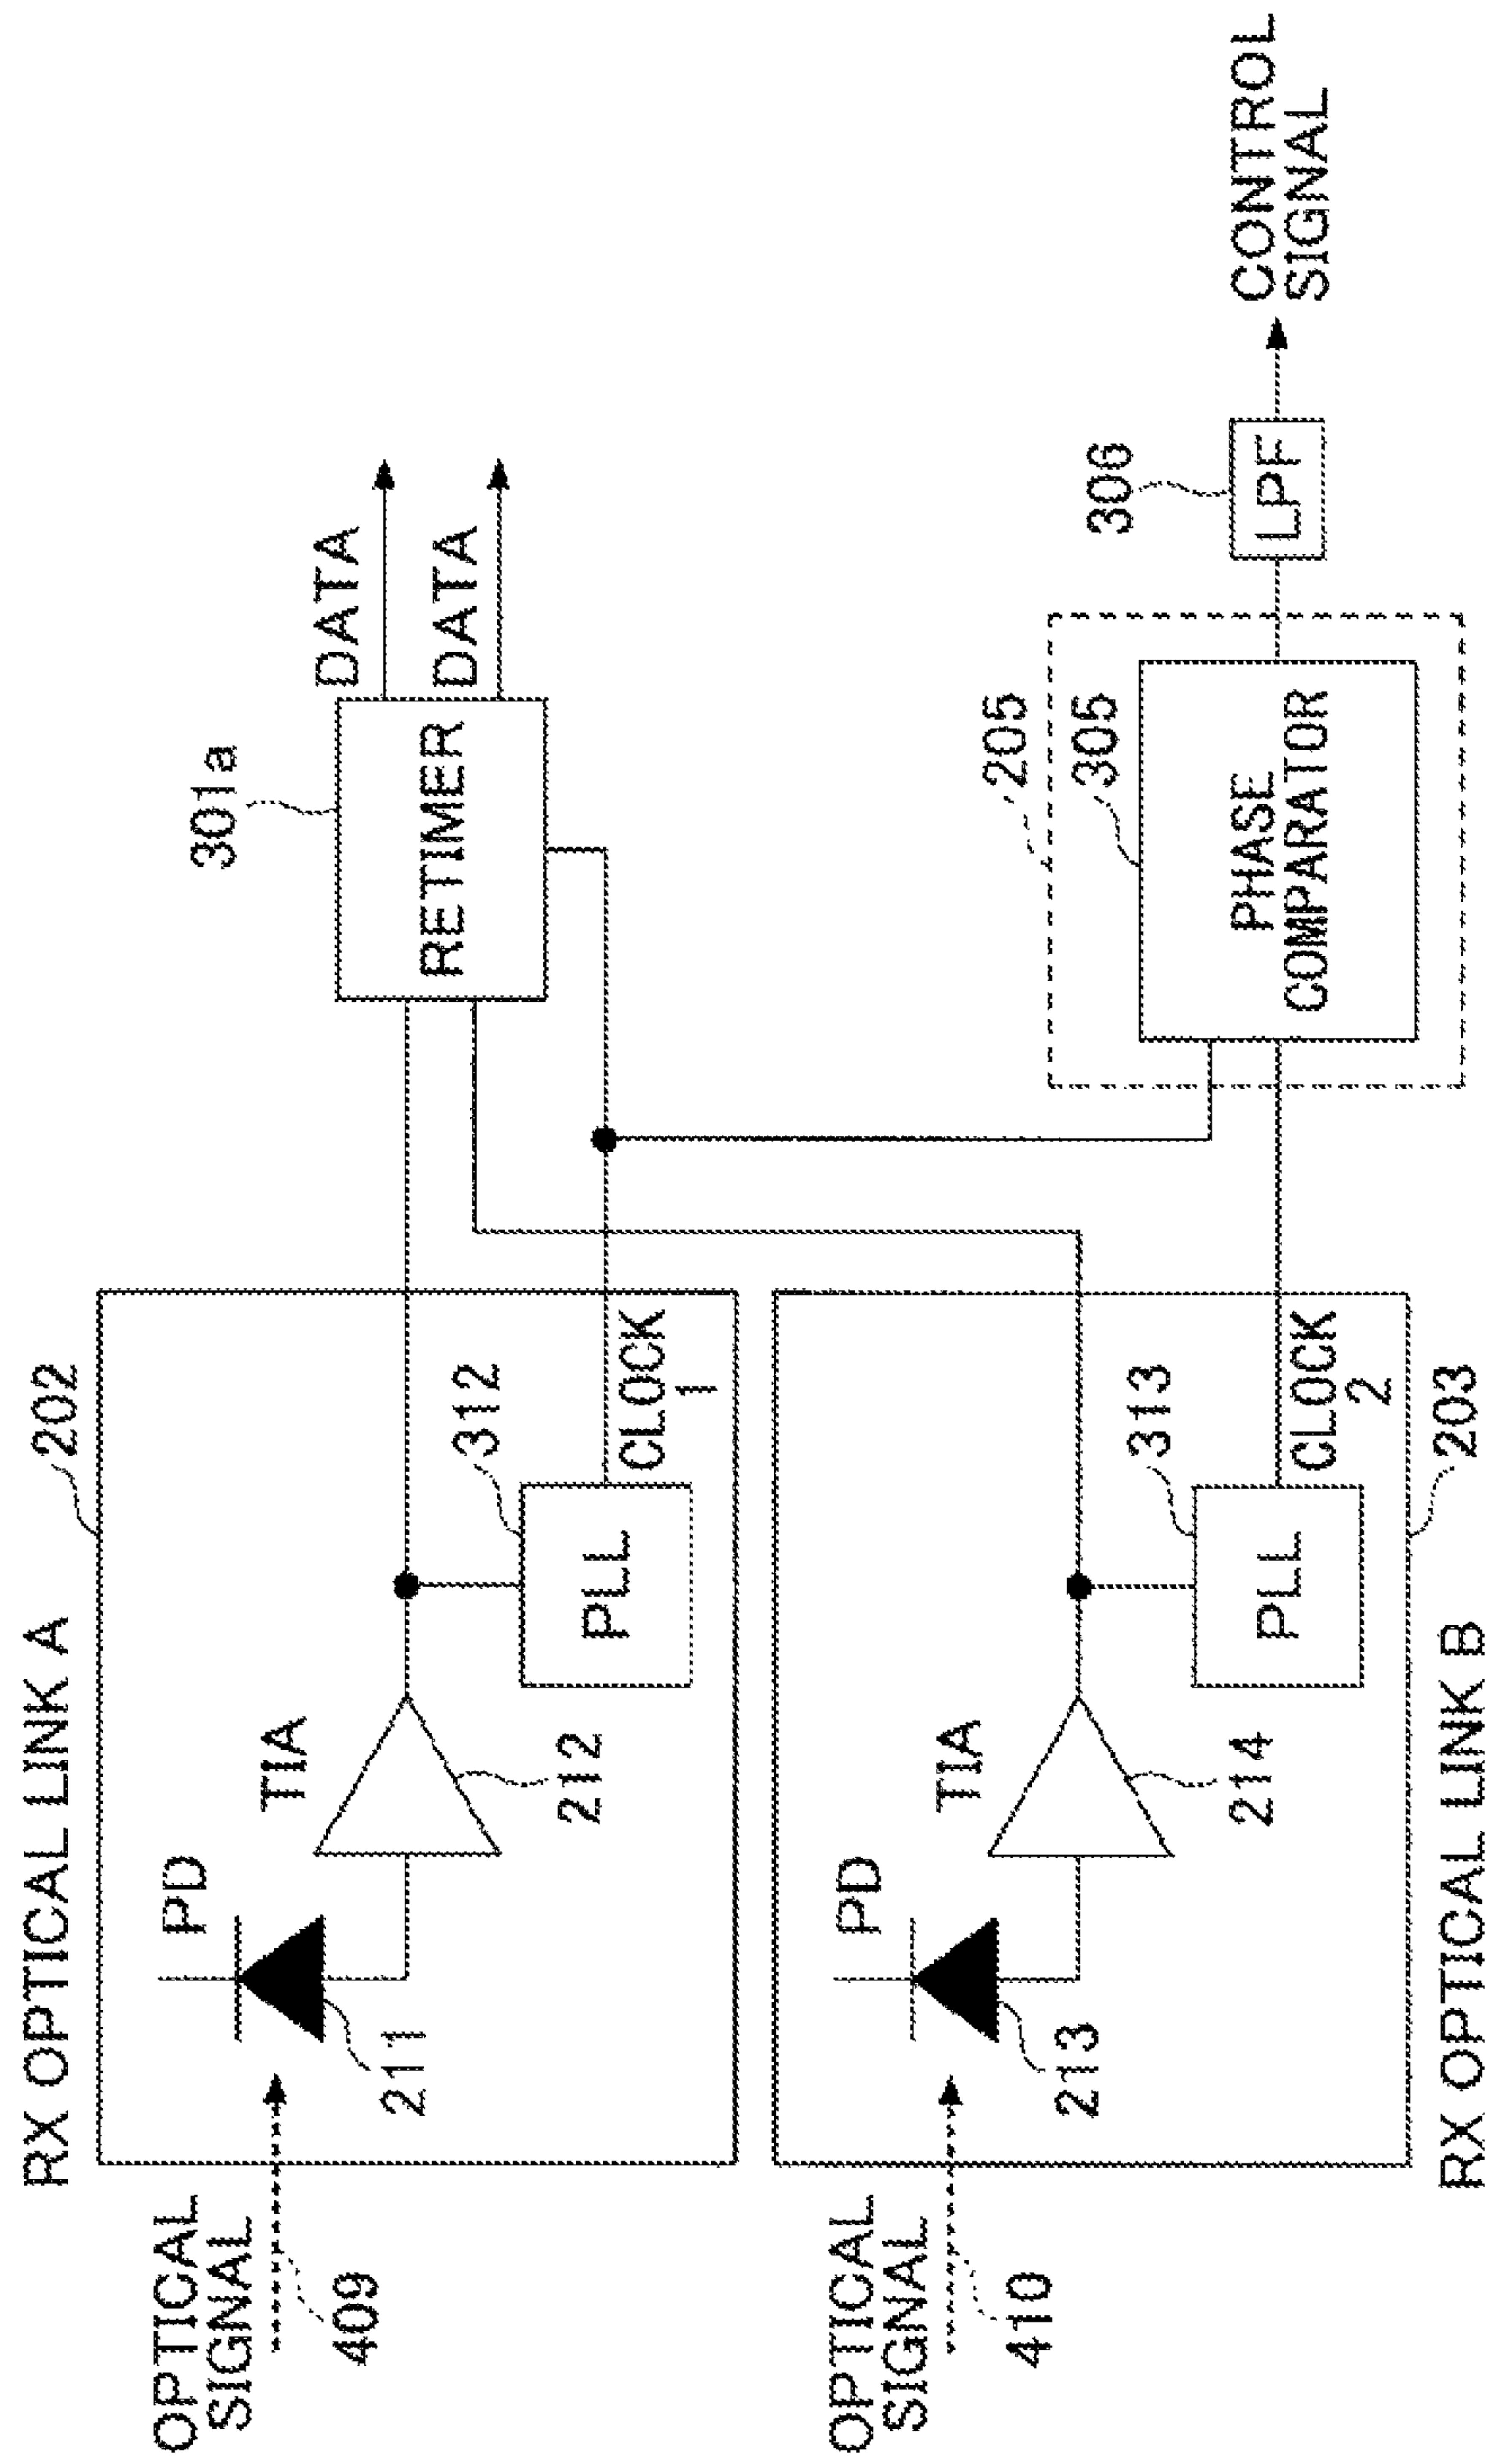 RX OPTICAL LINK A
202
OPTICAL
SIGNAL
409
PD
211
TIA
212
312
PLL
CLOCK
1
301a
RETIMER
DATA
DATA
OPTICAL
SIGNAL
410
PD
213
TIA
214
313
PLL
CLOCK
2
203
RX OPTICAL LINK B
205
305
PHASE
COMPARATOR
306
LPF
CONTROL
SIGNAL